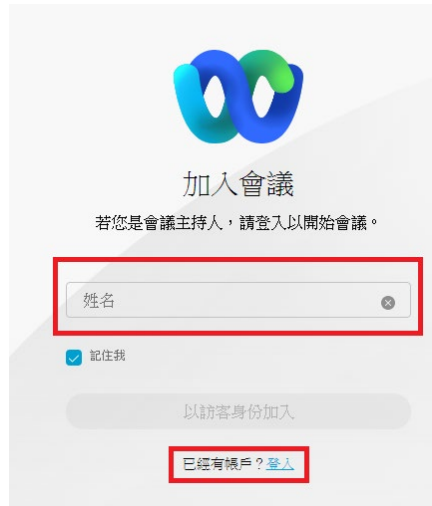 加入會議
若您是會議主持人，請登入以開始會議。
姓名
記住我
以訪客身份加入
已經有帳戶？登入